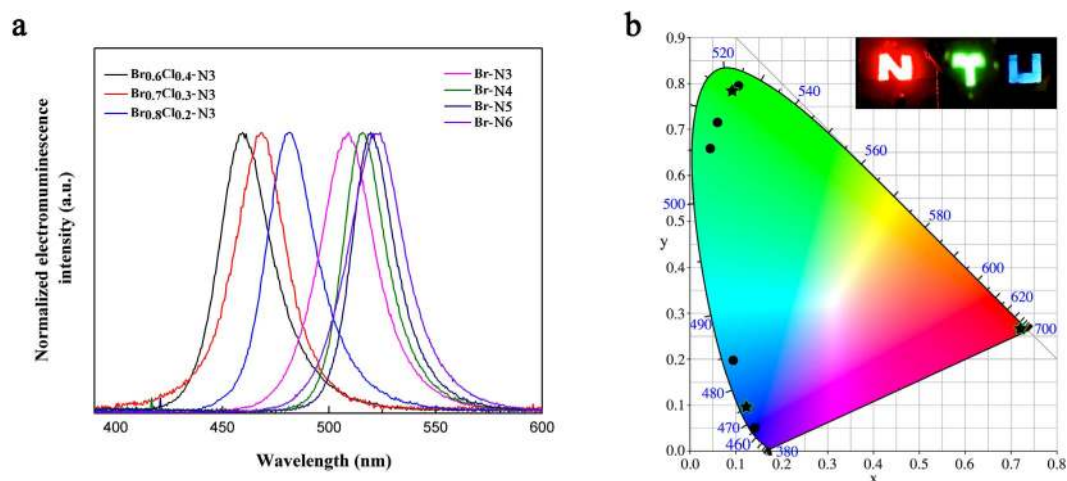 a
Normalized electromuminescence
intensity (a.u.)
Br0.6Cl0.4-N3
Br0.7Cl0.3-N3
Br0.8Cl0.2-N3
Br-N3
Br-N4
Br-N5
Br-N6
400
450
500
550
600
Wavelength (nm)
b
0.9
0.8
0.7
0.6
0.5
y
0.4
0.3
0.2
0.1
0.0
520
540
560
580
600
620
700
500
490
480
470
460
380
N T U
0.0 0.1 0.2 0.3 0.4 0.5 0.6 0.7 0.8
x